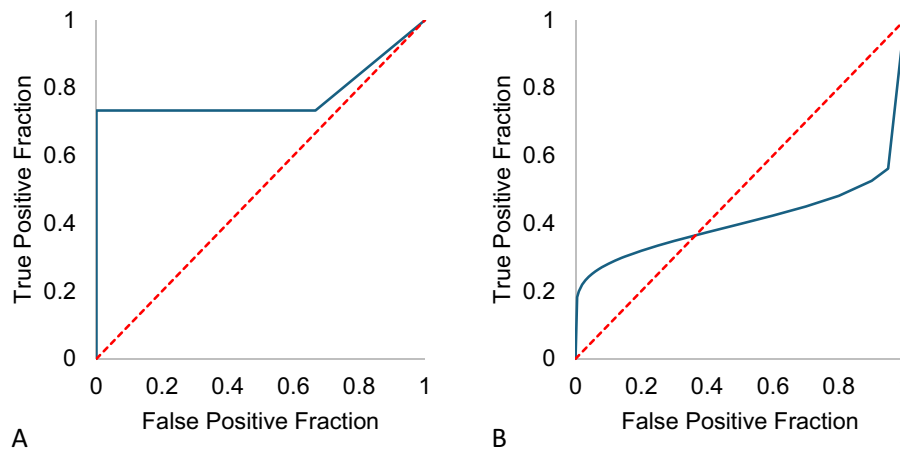 True Positive Fraction
1
0.8
0.6
0.4
0.2
0
0 0.2 0.4 0.6 0.8 1
False Positive Fraction
A
True Positive Fraction
1
0.8
0.6
0.4
0.2
0
0 0.2 0.4 0.6 0.8
False Positive Fraction
B